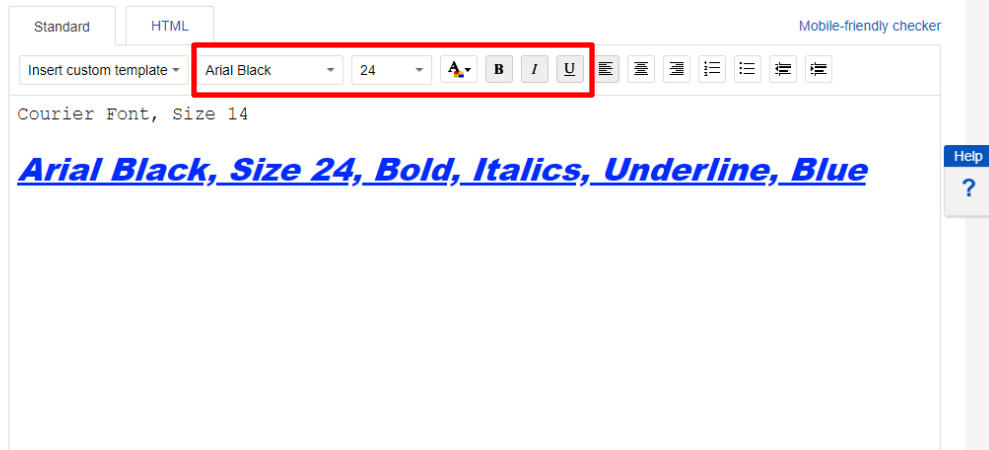 Standard HTML Mobile-friendly checker
Insert custom template Arial Black 24 A B I U
Courier Font, Size 14
Help
Arial Black, Size 24, Bold, Italics, Underline, Blue
?